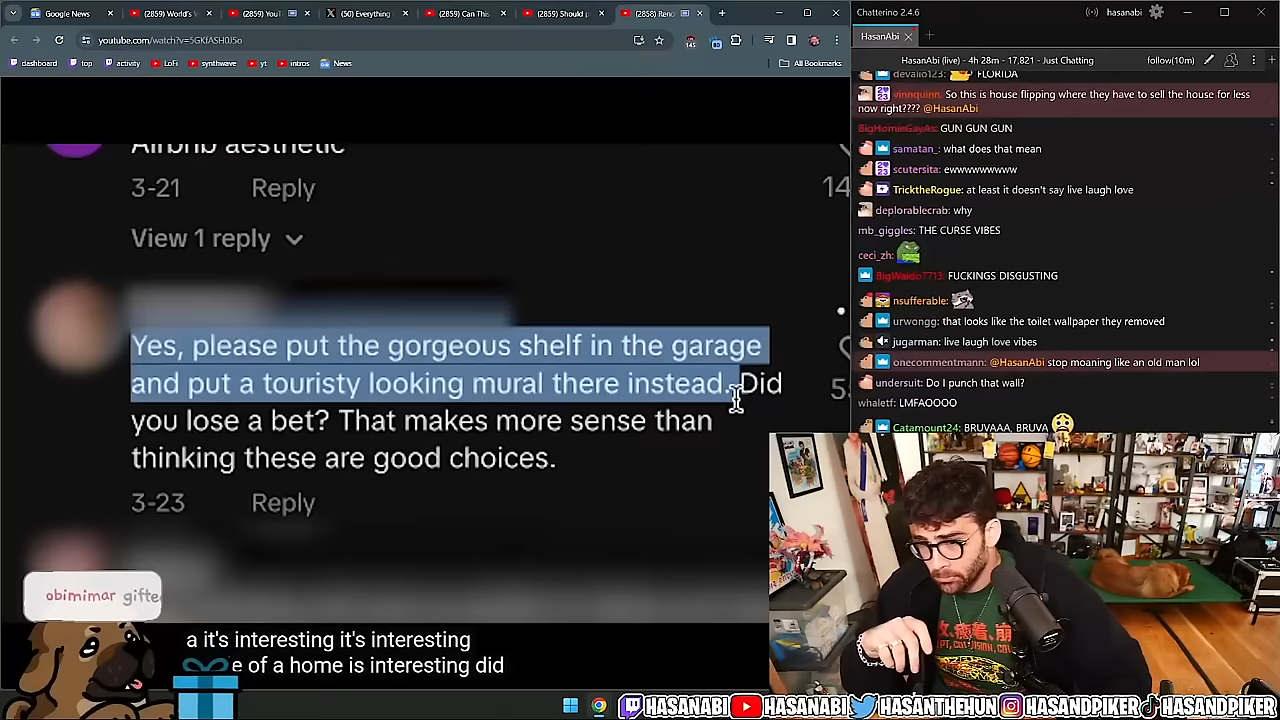 Google News
(2859) World's
(2859) YouT
(50) Everything
(2859) Can This
(2859) Should p
(2858) Reno
youtube.com/watch?v=5GKfASH0J5o
145
dashboard
top
activity
LoFi
synthwave
yt
intros
News
All Bookmarks
Airbnb aesthetic
3-21 Reply
14
View 1 reply
Yes, please put the gorgeous shelf in the garage
and put a touristy looking mural there instead. Did
you lose a bet? That makes more sense than
thinking these are good choices.
3-23 Reply
obimimar gifte
a it's interesting it's interesting
e of a home is interesting did
Chatterino 2.4.6
hasanabi
HasanAbi
HasanAbi (live) - 4h 28m - 17,821 - Just Chatting
follow(10m)
devalio123: FLORIDA
vinnquinn: So this is house flipping where they have to sell the house for less
now right???? @HasanAbi
BigHominGayAs: GUN GUN GUN
samatan_: what does that mean
scutersita: ewwwwwwww
TricktheRogue: at least it doesn't say live laugh love
deplorablecrab: why
mb_giggles: THE CURSE VIBES
ceci_zh:
BigWaldo7713: FUCKINGS DISGUSTING
nsufferable:
urwongg: that looks like the toilet wallpaper they removed
jugarman: live laugh love vibes
onecommentmann: @HasanAbi stop moaning like an old man lol
undersuit: Do I punch that wall?
whaletf: LMFAOOOO
Catamount24: BRUVAAA, BRUVA
HASANABI
HASANABI
HASANTHEHUN
HASANDPIKER
HASANDPIKER